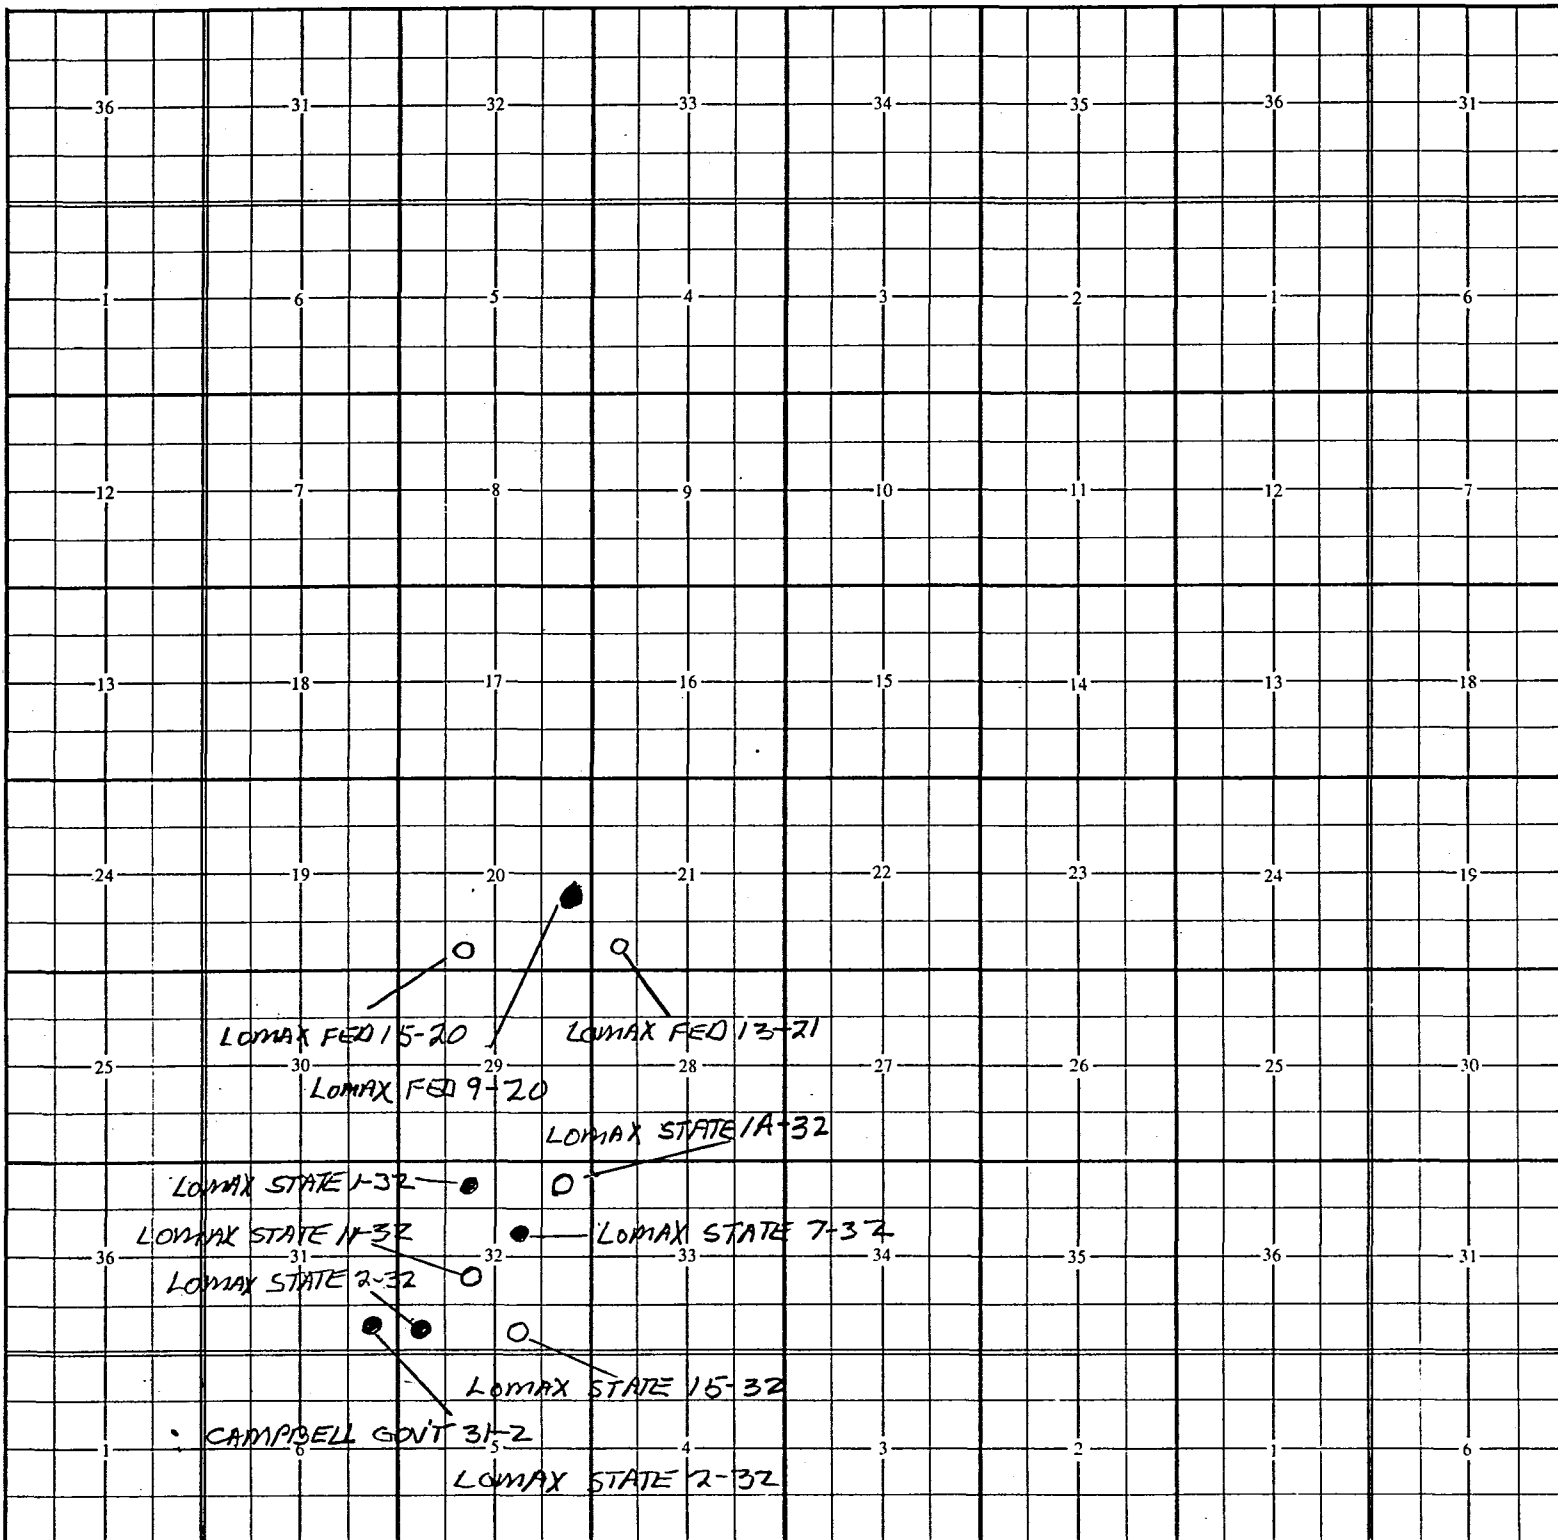 36 31 32 33 34 35 36 31
1 6 5 4 3 2 1 6
12 7 8 9 10 11 12 7
13 18 17 16 15 14 13 18
24 19 20 21 22 23 24 19
LOMAX FED 15-20 LOMAX FED 13-21
25 30 29 28 27 26 25 30
LOMAX FED 9-20
LOMAX STATE 1A-32
LOMAX STATE 1-32
LOMAX STATE 11-32 LOMAX STATE 7-32
36 31 32 33 34 35 36 31
LOMAX STATE 2-32
LOMAX STATE 15-32
CAMPBELL GOV'T 31-2
1 6 5 4 3 2 1 6
LOMAX STATE 2-32